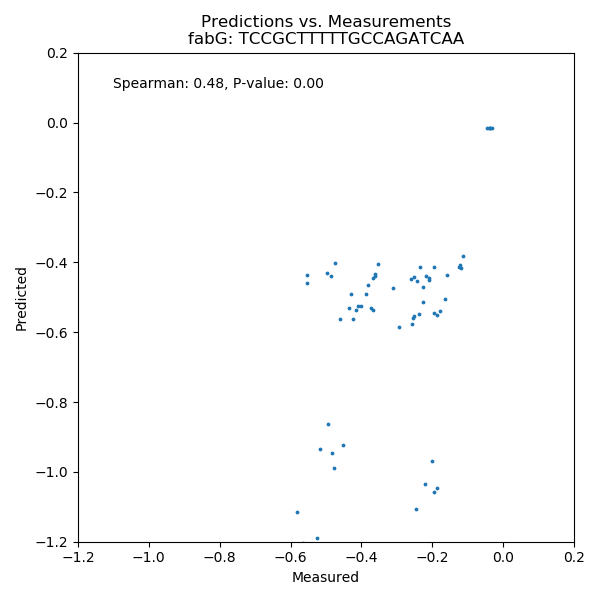 Predictions vs. Measurements
fabG: TCCGCTTTTTGCCAGATCAA
Spearman: 0.48, P-value: 0.00
0.2
0.0
−0.2
−0.4
−0.6
−0.8
−1.0
−1.2
Predicted
−1.2 −1.0 −0.8 −0.6 −0.4 −0.2 0.0 0.2
Measured